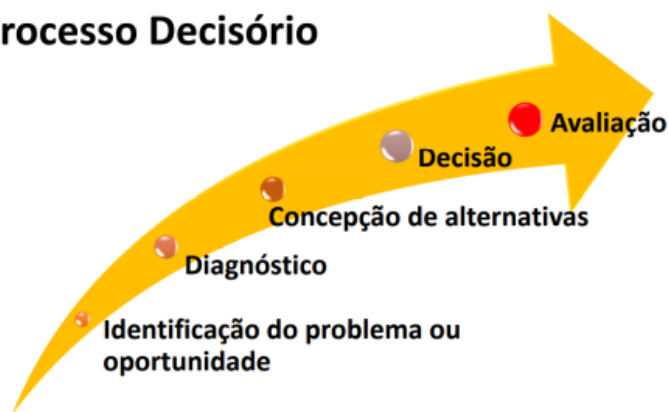 rocesso Decisório
Avaliação
Decisão
Concepção de alternativas
Diagnóstico
Identificação do problema ou
oportunidade